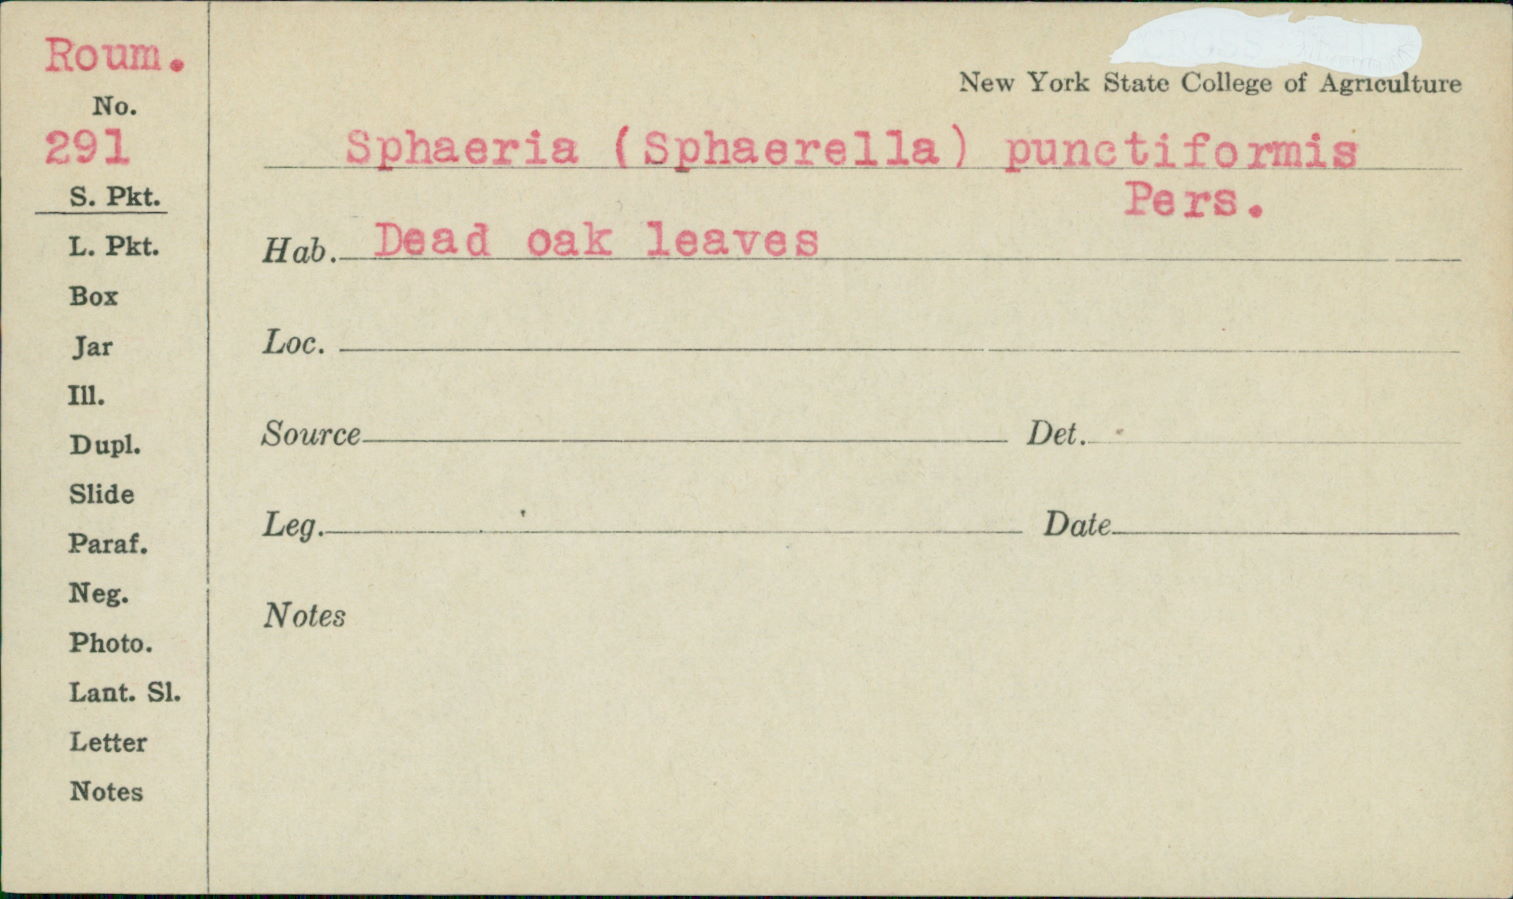 Roum.
No.
291
S. Pkt.
L. Pkt.
Box
Jar
Ill.
Dupl.
Slide
Paraf.
Neg.
Photo.
Lant. Sl.
Letter
Notes
New York State College of Agriculture
Sphaeria (Sphaerella) punctiformis
Pers.
Hab. Dead oak leaves
Loc.
Source Det.
Leg. Date
Notes